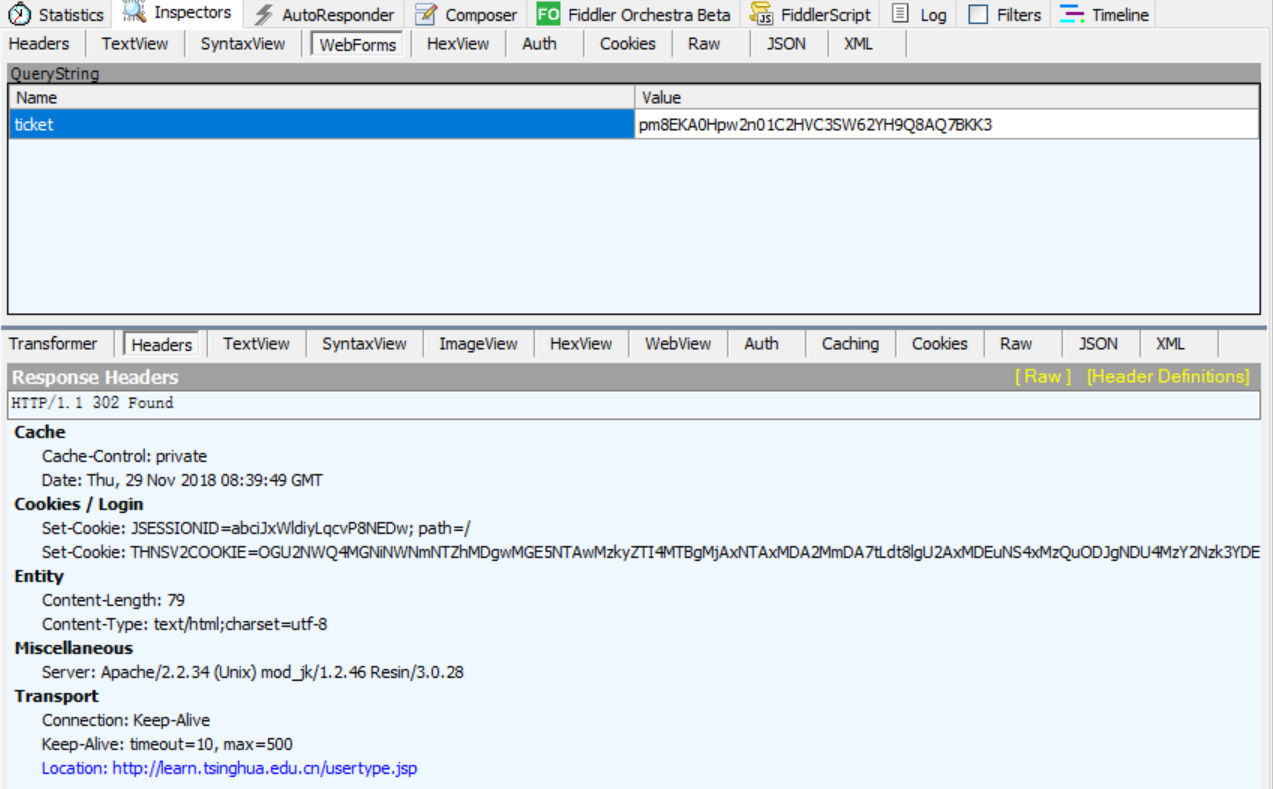 Statistics Inspectors AutoResponder Composer FO Fiddler Orchestra Beta FiddlerScript Log Filters Timeline
Headers TextView SyntaxView WebForms HexView Auth Cookies Raw JSON XML
QueryString
Name Value
ticket pm8EKA0Hpw2n01C2HVC3SW62YH9Q8AQ7BKK3
Transformer Headers TextView SyntaxView ImageView HexView WebView Auth Caching Cookies Raw JSON XML
Response Headers [ Raw ] [Header Definitions]
HTTP/1.1 302 Found
Cache
Cache-Control: private
Date: Thu, 29 Nov 2018 08:39:49 GMT
Cookies / Login
Set-Cookie: JSESSIONID=abciJxWldiyLqcvP8NEDw; path=/
Set-Cookie: THNSV2COOKIE=OGU2NWQ4MGNiNWNmNTZhMDgwMGE5NTAwMzkyZTI4MTBgMjAxNTAxMDA2MmDA7tLdt8lgU2AxMDEuNS4xMzQuODJgNDU4MzY2Nzk3YDE
Entity
Content-Length: 79
Content-Type: text/html;charset=utf-8
Miscellaneous
Server: Apache/2.2.34 (Unix) mod_jk/1.2.46 Resin/3.0.28
Transport
Connection: Keep-Alive
Keep-Alive: timeout=10, max=500
Location: http://learn.tsinghua.edu.cn/usertype.jsp